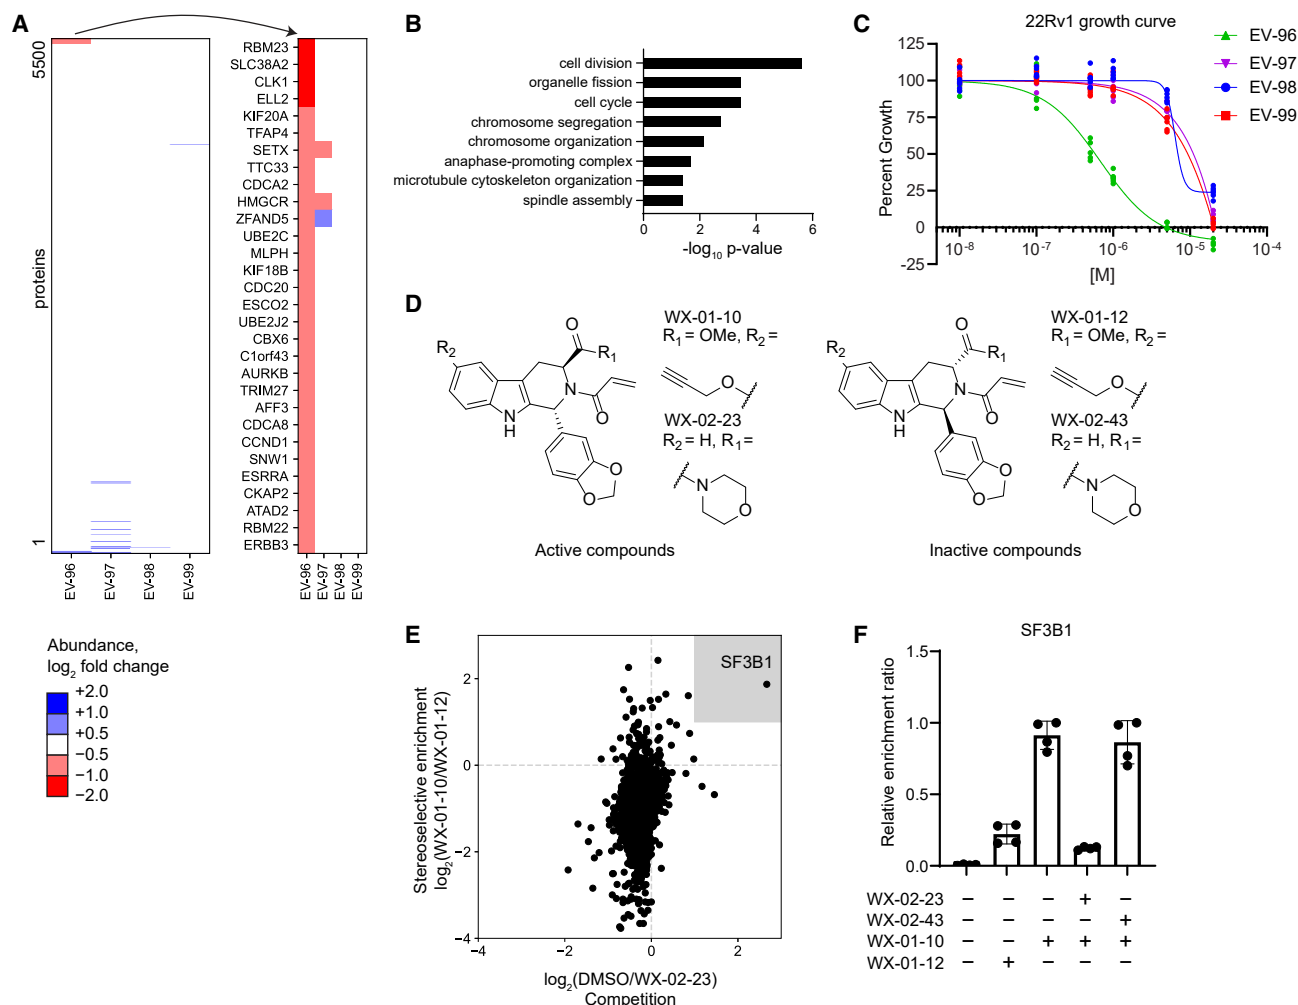 A
5500
proteins
1
EV-96
EV-97
EV-98
EV-99
RBM23
SLC38A2
CLK1
ELL2
KIF20A
TFAP4
SETX
TTC33
CDCA2
HMGCR
ZFAND5
UBE2C
MLPH
KIF18B
CDC20
ESCO2
UBE2J2
CBX6
C1orf43
AURKB
TRIM27
AFF3
CDCA8
CCND1
SNW1
ESRRA
CKAP2
ATAD2
RBM22
ERBB3
EV-96
EV-97
EV-98
EV-99
Abundance,
log2 fold change
+2.0
+1.0
+0.5
−0.5
−1.0
−2.0
B
cell division
organelle fission
cell cycle
chromosome segregation
chromosome organization
anaphase-promoting complex
microtubule cytoskeleton organization
spindle assembly
0 2 4 6
-log10 p-value
C
22Rv1 growth curve
125
100
75
50
25
0
-25
Percent Growth
10-8 10-7 10-6 10-5 10-4
[M]
EV-96
EV-97
EV-98
EV-99
D
R2
O
R1
N
O
N
H
O
O
WX-01-10
R1= OMe, R2=
O
WX-02-23
R2= H, R1=
N
O
Active compounds
R2
O
R1
N
O
N
H
O
O
WX-01-12
R1= OMe, R2=
O
WX-02-43
R2= H, R1=
N
O
Inactive compounds
E
SF3B1
Stereoselective enrichment
log2(WX-01-10/WX-01-12)
2
0
−2
−4
−4 −2 0 2
log2(DMSO/WX-02-23)
Competition
F
SF3B1
Relative enrichment ratio
1.5
1.0
0.5
0.0
WX-02-23 − − − + −
WX-02-43 − − − − +
WX-01-10 − − + + +
WX-01-12 − + − − −